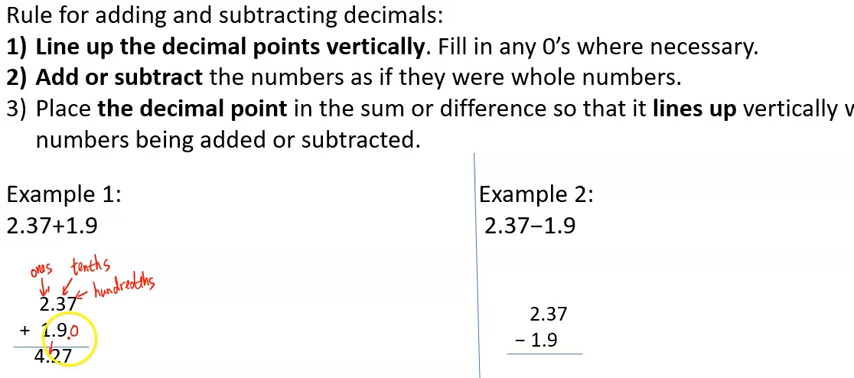 Rule for adding and subtracting decimals:
1) Line up the decimal points vertically. Fill in any 0's where necessary.
2) Add or subtract the numbers as if they were whole numbers.
3) Place the decimal point in the sum or difference so that it lines up vertically w
numbers being added or subtracted.
Example 1:
2.37+1.9
ones tenths
hundredths
2.37
+ 1.90
4.27
Example 2:
2.37−1.9
2.37
− 1.9